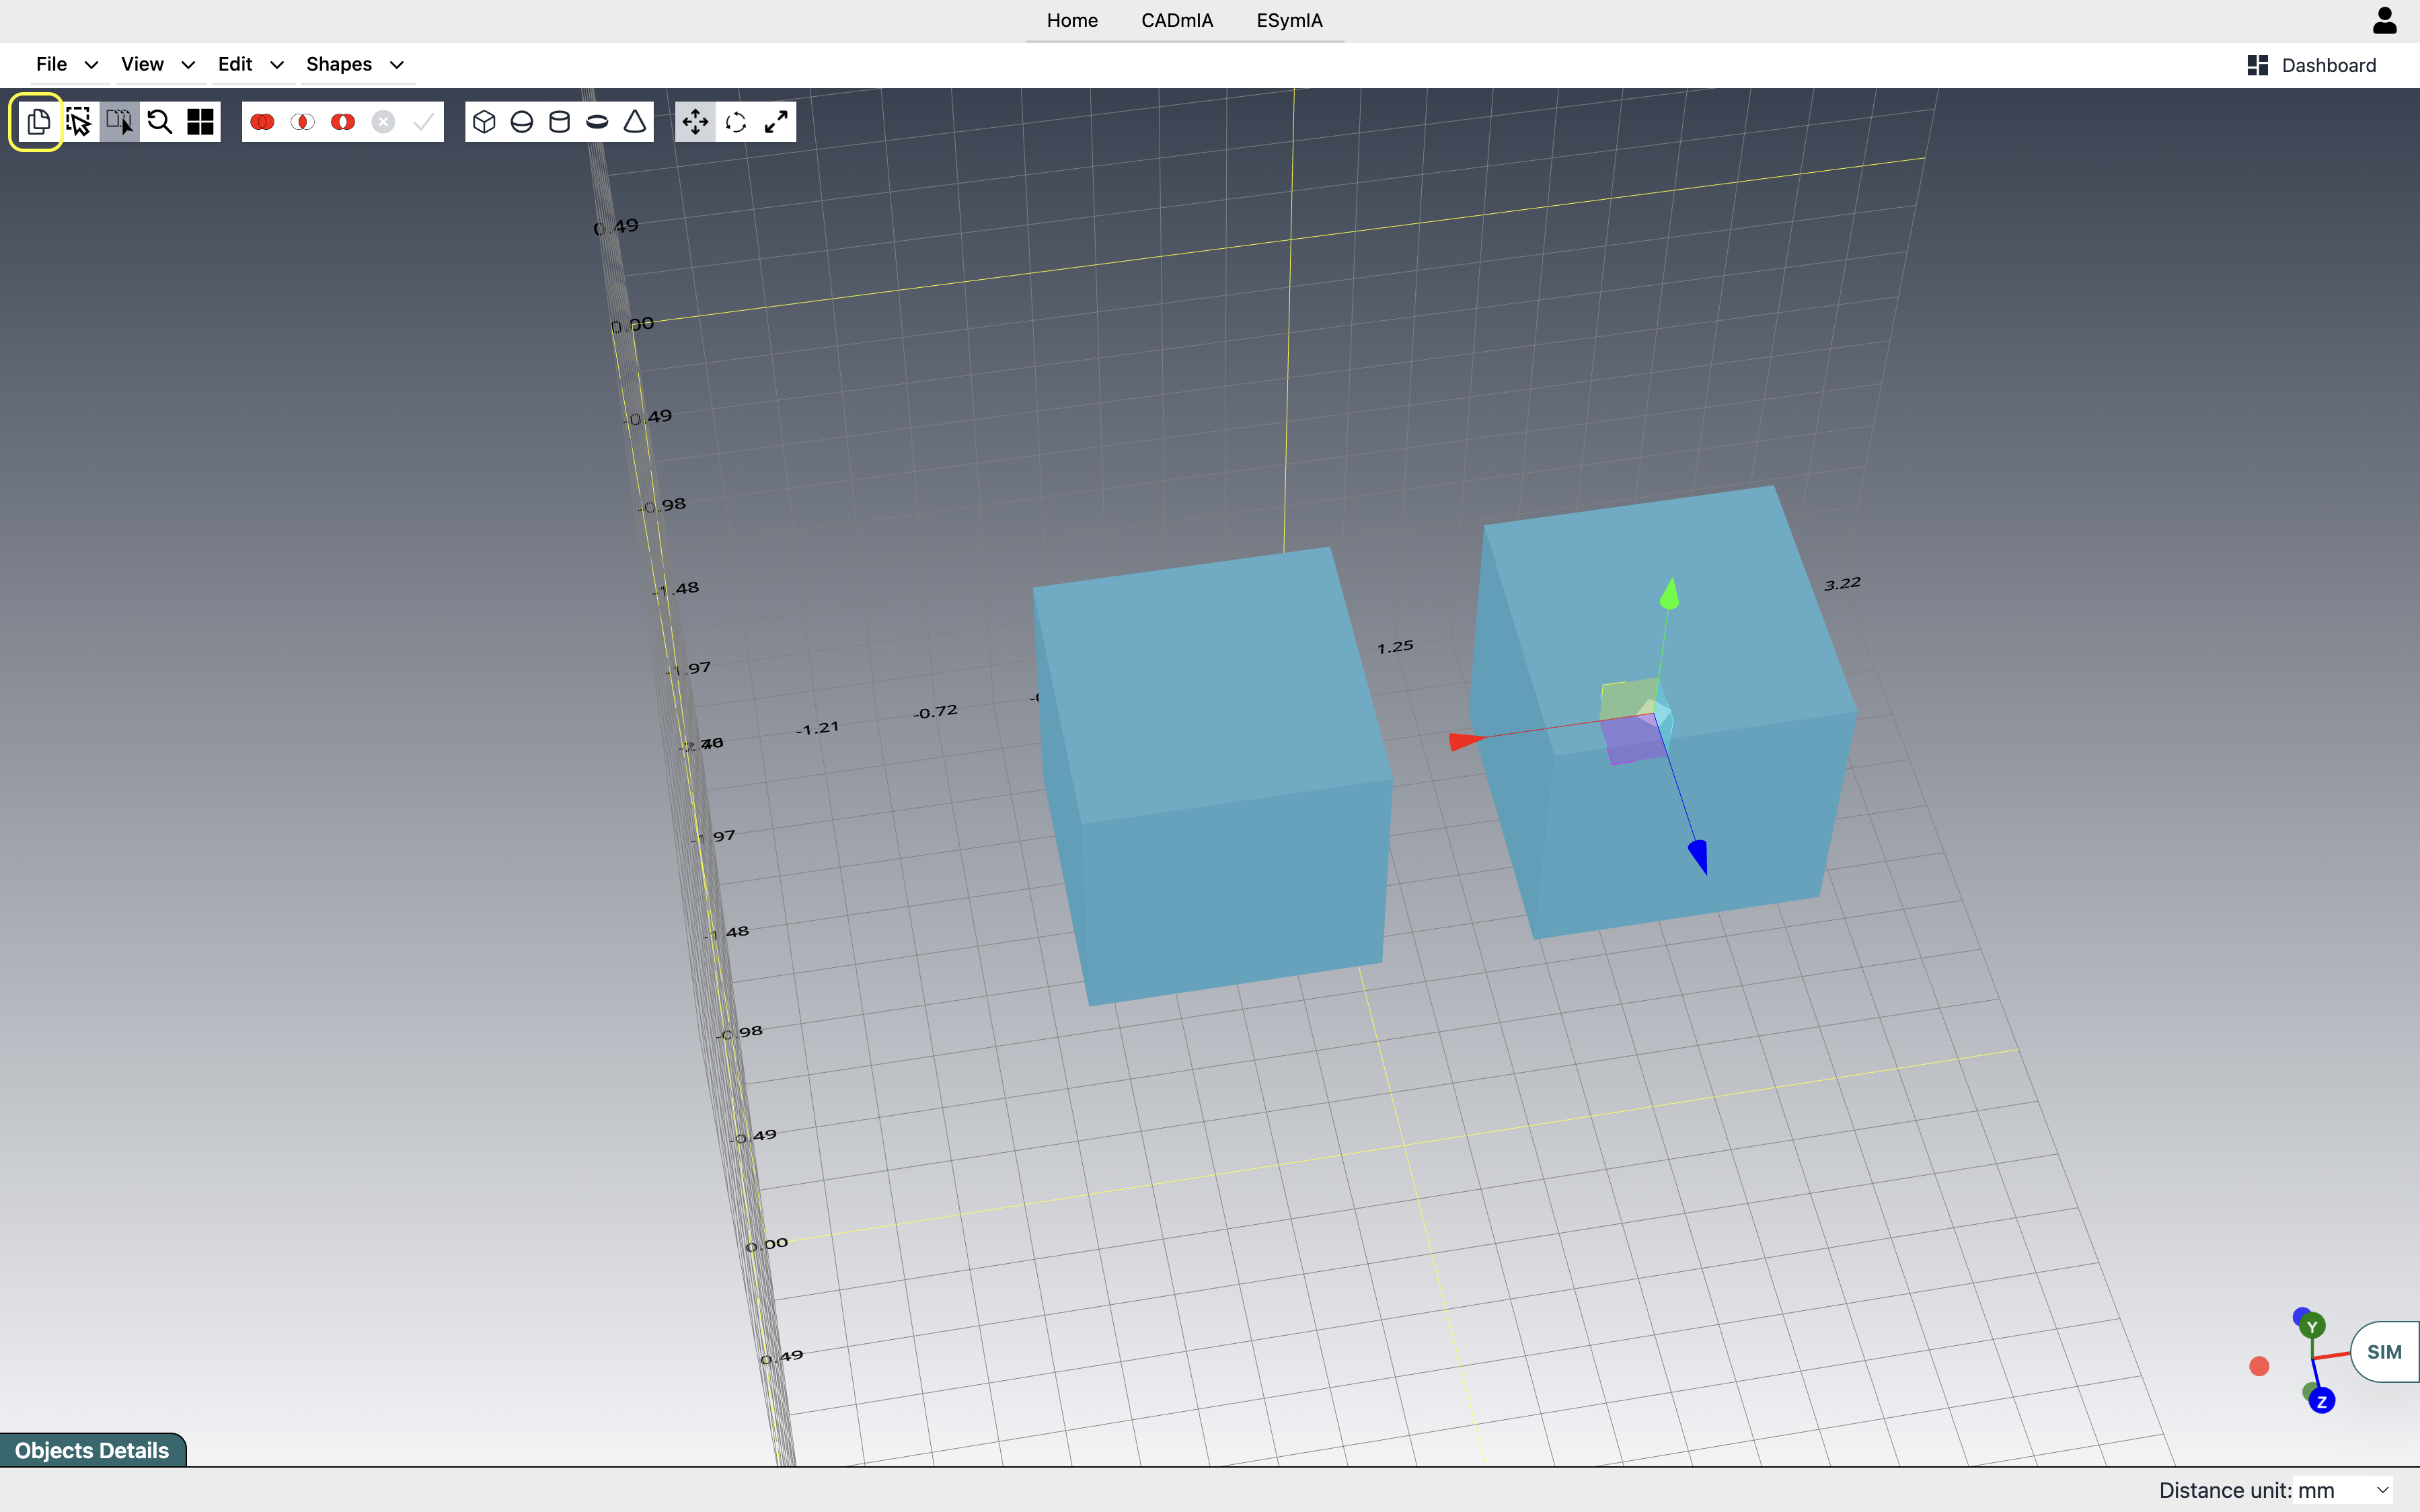 Home CADmIA ESymIA
File View Edit Shapes Dashboard
0.49
0.00
-0.49
-0.98
-1.48
3.22
1.25
-1.97
-0.72
-1.21
-1.97
-1.48
-0.98
-0.49
0.00
0.49
Y
SIM
Z
Objects Details
Distance unit: mm